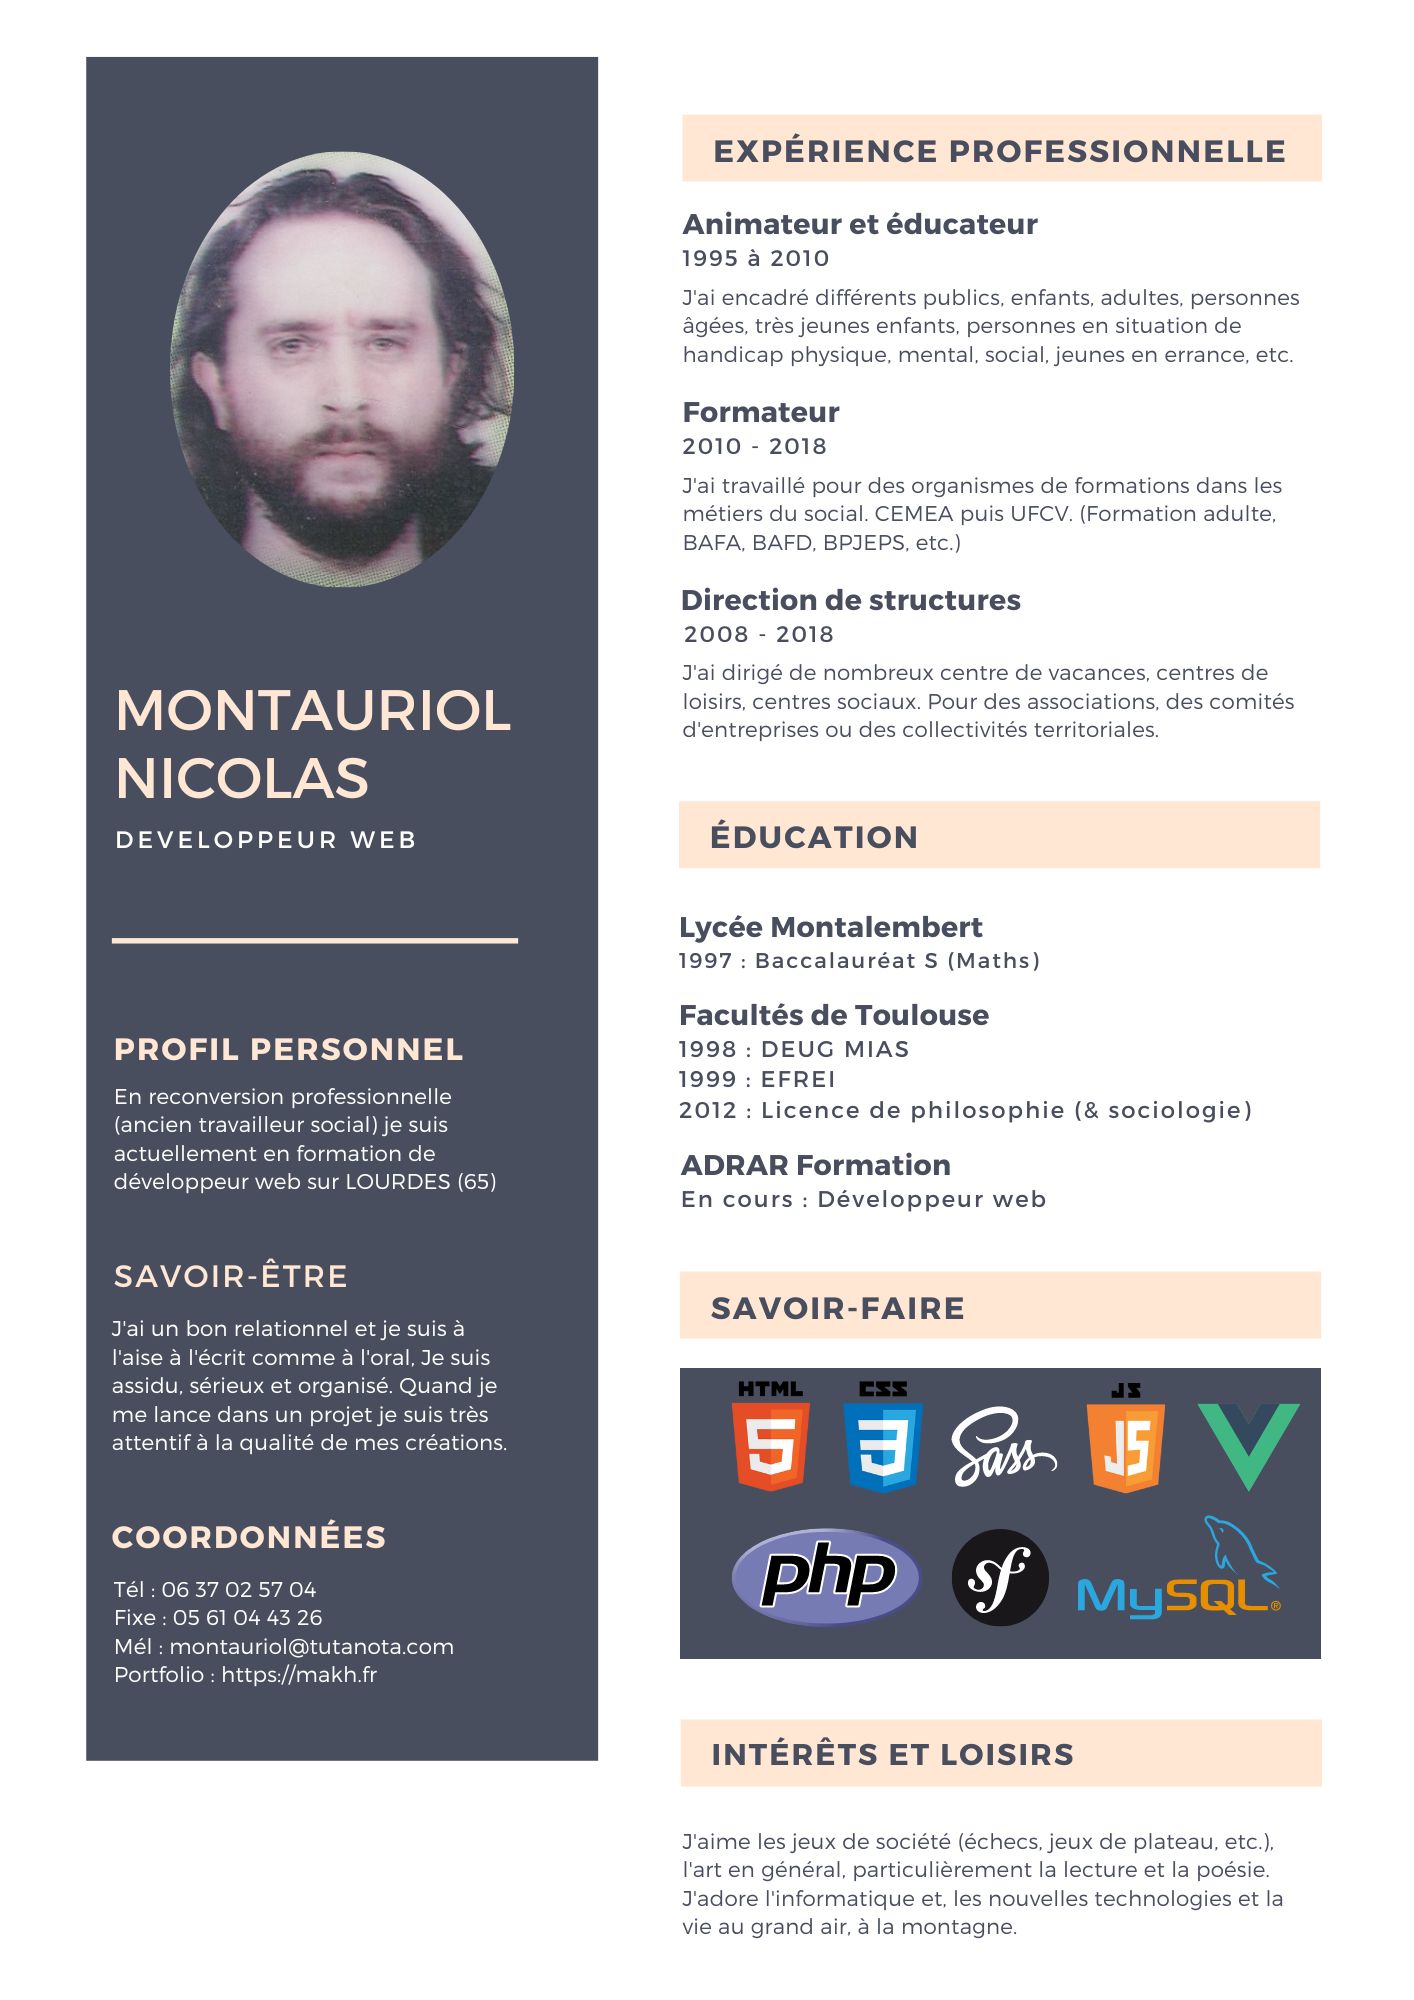 MONTAURIOL
NICOLAS
DEVELOPPEUR WEB
PROFIL PERSONNEL
En reconversion professionnelle
(ancien travailleur social) je suis
actuellement en formation de
développeur web sur LOURDES (65)
SAVOIR-ÊTRE
J'ai un bon relationnel et je suis à
l'aise à l'écrit comme à l'oral, Je suis
assidu, sérieux et organisé. Quand je
me lance dans un projet je suis très
attentif à la qualité de mes créations.
COORDONNÉES
Tél : 06 37 02 57 04
Fixe : 05 61 04 43 26
Mél : montauriol@tutanota.com
Portfolio : https://makh.fr
EXPÉRIENCE PROFESSIONNELLE
Animateur et éducateur
1995 à 2010
J'ai encadré différents publics, enfants, adultes, personnes
âgées, très jeunes enfants, personnes en situation de
handicap physique, mental, social, jeunes en errance, etc.
Formateur
2010 - 2018
J'ai travaillé pour des organismes de formations dans les
métiers du social. CEMEA puis UFCV. (Formation adulte,
BAFA, BAFD, BPJEPS, etc.)
Direction de structures
2008 - 2018
J'ai dirigé de nombreux centre de vacances, centres de
loisirs, centres sociaux. Pour des associations, des comités
d'entreprises ou des collectivités territoriales.
ÉDUCATION
Lycée Montalembert
1997 : Baccalauréat S (Maths)
Facultés de Toulouse
1998 : DEUG MIAS
1999 : EFREI
2012 : Licence de philosophie (& sociologie)
ADRAR Formation
En cours : Développeur web
SAVOIR-FAIRE
HTML CSS JS
5 3 Sass JS
php sf MySQL®
INTÉRÊTS ET LOISIRS
J'aime les jeux de société (échecs, jeux de plateau, etc.),
l'art en général, particulièrement la lecture et la poésie.
J'adore l'informatique et, les nouvelles technologies et la
vie au grand air, à la montagne.